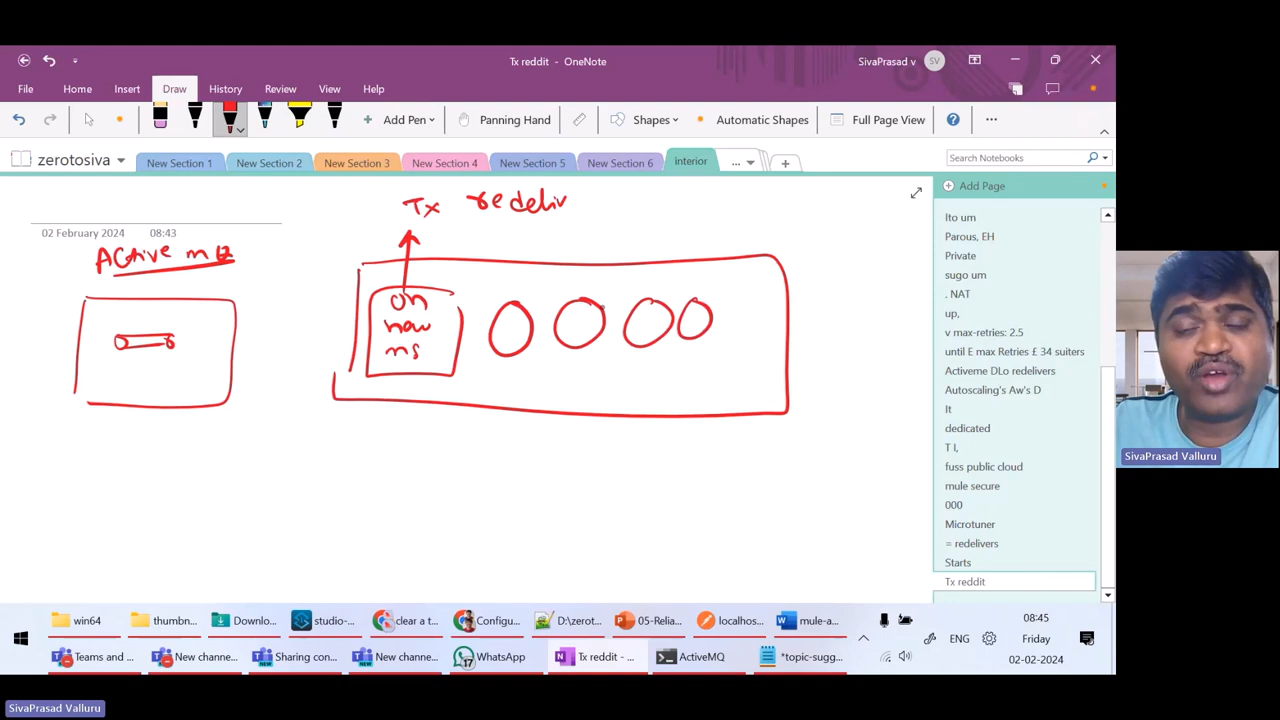 Tx reddit - OneNote
SivaPrasad v
SV
File
Home
Insert
Draw
History
Review
View
Help
Add Pen
Panning Hand
Shapes
Automatic Shapes
Full Page View
zerotosiva
New Section 1
New Section 2
New Section 3
New Section 4
New Section 5
New Section 6
interior
...
Search Notebooks
Tx redeliv
02 February 2024
08:43
Active mq
on
new
ms
Add Page
Ito um
Parous, EH
Private
sugo um
. NAT
up,
v max-retries: 2.5
until E max Retries £ 34 suiters
Activeme DLo redelivers
Autoscaling's Aw's D
It
dedicated
T I,
fuss public cloud
mule secure
000
Microtuner
= redelivers
Starts
Tx reddit
SivaPrasad Valluru
win64
thumbn...
Downlo...
studio-...
clear a t...
Configu...
D:\zerot...
05-Relia...
localhos...
mule-a...
08:45
ENG
Friday
Teams and ...
New channe...
Sharing con...
New chann...
17
WhatsApp
Tx reddit - ...
ActiveMQ
*topic-sugg...
02-02-2024
SivaPrasad Valluru